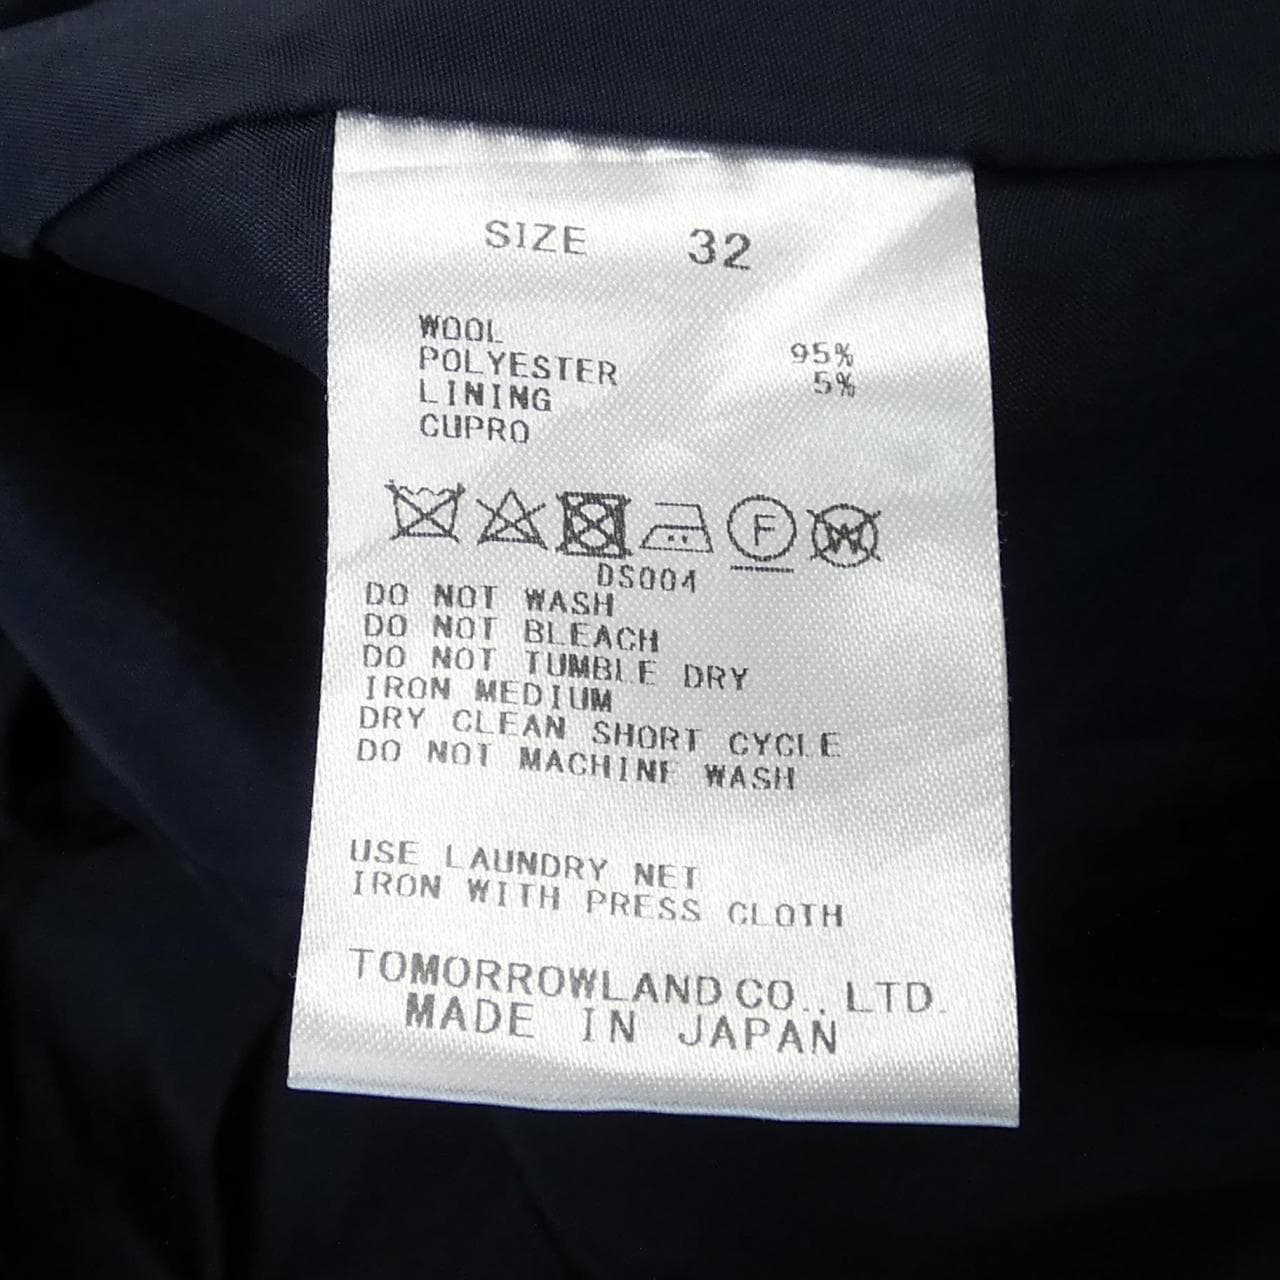 SIZE 32
WOOL 95%
POLYESTER 5%
LINING
CUPRO
F W
DS004
DO NOT WASH
DO NOT BLEACH
DO NOT TUMBLE DRY
IRON MEDIUM
DRY CLEAN SHORT CYCLE
DO NOT MACHINE WASH
USE LAUNDRY NET
IRON WITH PRESS CLOTH
TOMORROWLAND CO., LTD.
MADE IN JAPAN